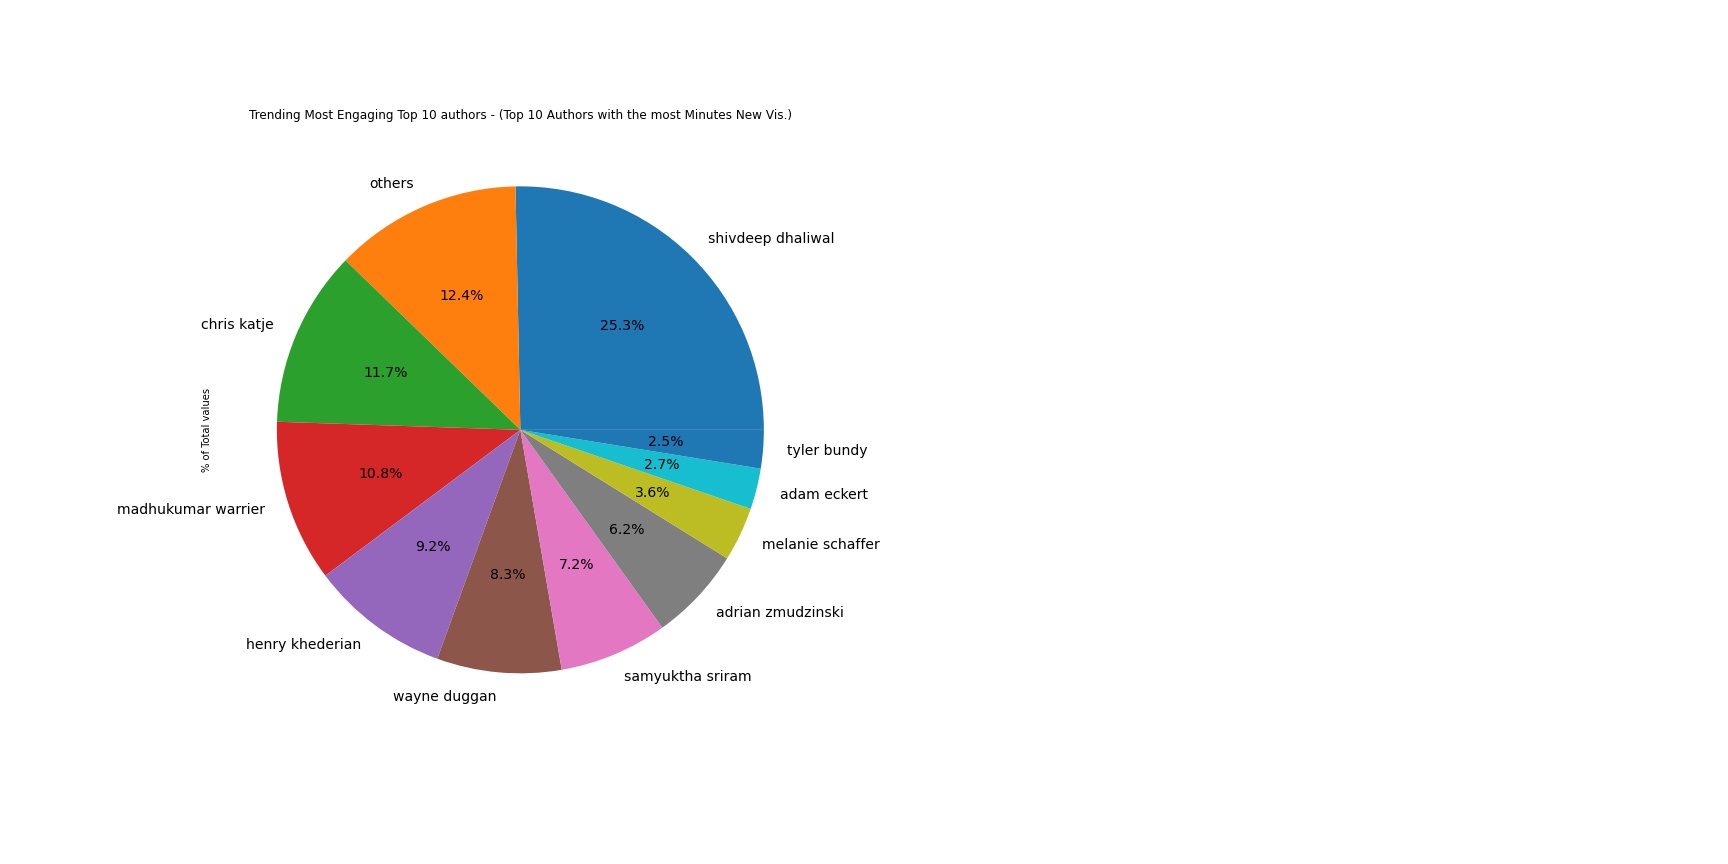 Trending Most Engaging Top 10 authors - (Top 10 Authors with the most Minutes New Vis.)
others
shivdeep dhaliwal
12.4%
25.3%
chris katje
11.7%
% of Total values
2.5%
tyler bundy
2.7%
10.8%
3.6%
adam eckert
madhukumar warrier
6.2%
9.2%
melanie schaffer
7.2%
8.3%
adrian zmudzinski
henry khederian
samyuktha sriram
wayne duggan